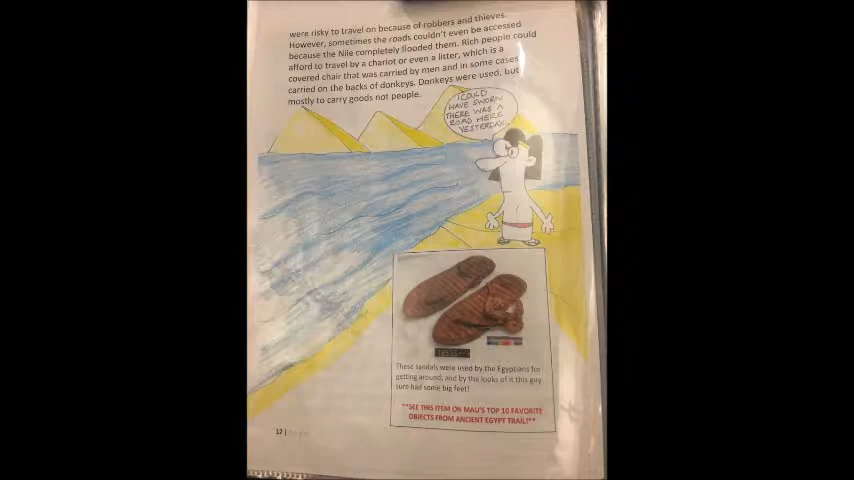 were risky to travel on because of robbers and thieves.
However, sometimes the roads couldn't even be accessed
because the Nile completely flooded them. Rich people could
afford to travel by a chariot or even a litter, which is a
covered chair that was carried by men and in some cases
carried on the backs of donkeys. Donkeys were used, but
mostly to carry goods not people.
I COULD
HAVE SWORN
THERE WAS A
ROAD HERE
YESTERDAY...
These sandals were used by the Egyptians for
getting around; and by the looks of it this guy
sure had some big feet!
**SEE THIS ITEM ON MAU'S TOP 10 FAVORITE
OBJECTS FROM ANCIENT EGYPT TRAIL!**
12 |